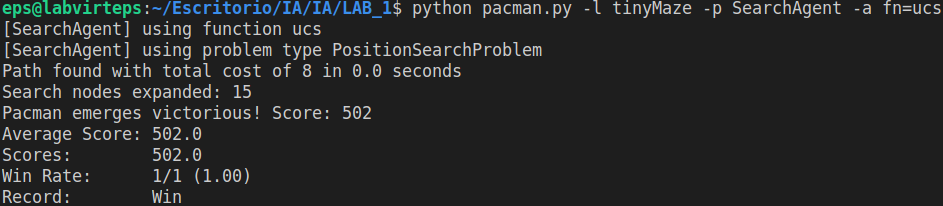 eps@labvirteps:~/Escritorio/IA/IA/LAB_1$ python pacman.py -l tinyMaze -p SearchAgent -a fn=ucs
[SearchAgent] using function ucs
[SearchAgent] using problem type PositionSearchProblem
Path found with total cost of 8 in 0.0 seconds
Search nodes expanded: 15
Pacman emerges victorious! Score: 502
Average Score: 502.0
Scores:        502.0
Win Rate:      1/1 (1.00)
Record:        Win